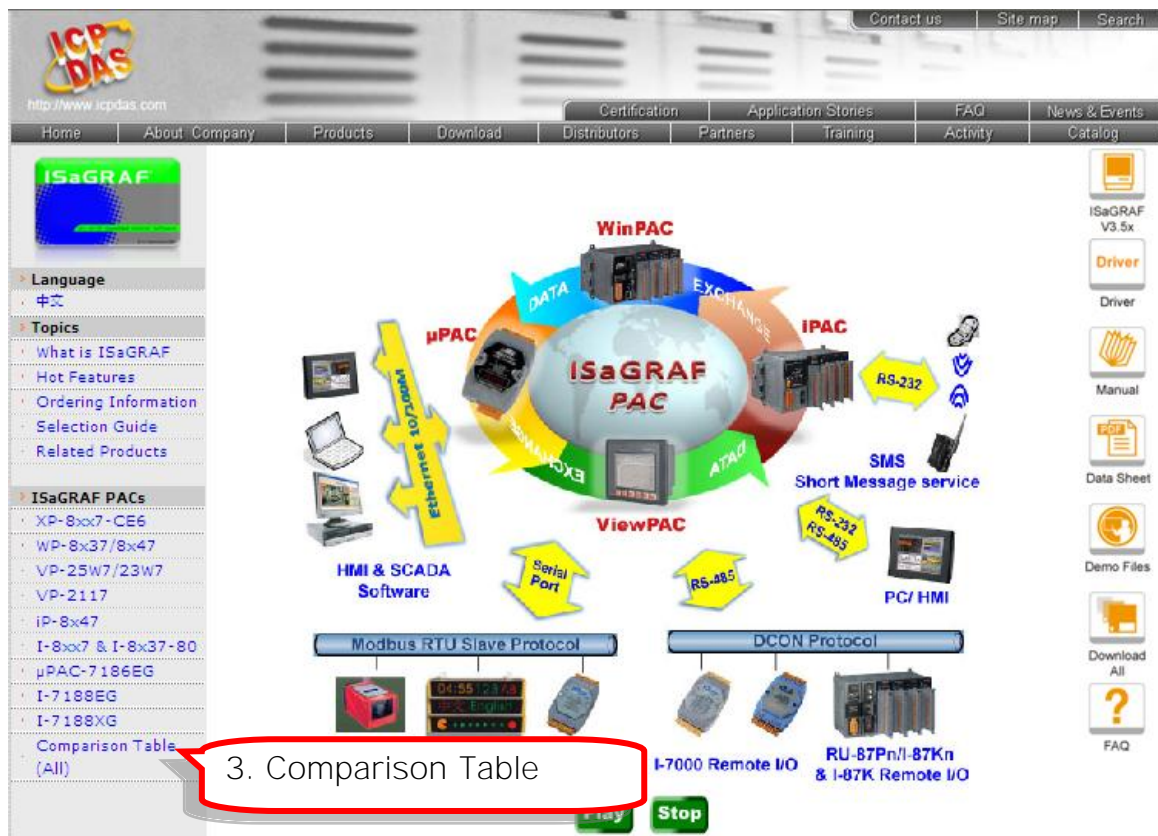 Contact us
Site map
Search
ICP
DAS
http://www.icpdas.com
Certification
Application Stories
FAQ
News & Events
Home
About Company
Products
Download
Distributors
Partners
Training
Activity
Catalog
ISaGRAF
Language
中文
Topics
What is ISaGRAF
Hot Features
Ordering Information
Selection Guide
Related Products
ISaGRAF PACs
XP-8xx7-CE6
WP-8x37/8x47
VP-25W7/23W7
VP-2117
iP-8x47
I-8xx7 & I-8x37-80
µPAC-7186EG
I-7188EG
I-7188XG
Comparison Table
(All)
3. Comparison Table
WinPAC
DATA
EXCHANGE
µPAC
iPAC
ISaGRAF
PAC
EXCHANGE
DATA
ViewPAC
Ethernet 10/100M
HMI & SCADA
Software
RS-232
SMS
Short Message service
RS-232
RS-485
PC/ HMI
Serial
Port
RS-485
Modbus RTU Slave Protocol
DCON Protocol
04:55
English
I-7000 Remote I/O
RU-87Pn/I-87Kn
& I-87K Remote I/O
Play
Stop
ISaGRAF
V3.5x
Driver
Driver
Manual
PDF
Data Sheet
Demo Files
Download
All
?
FAQ